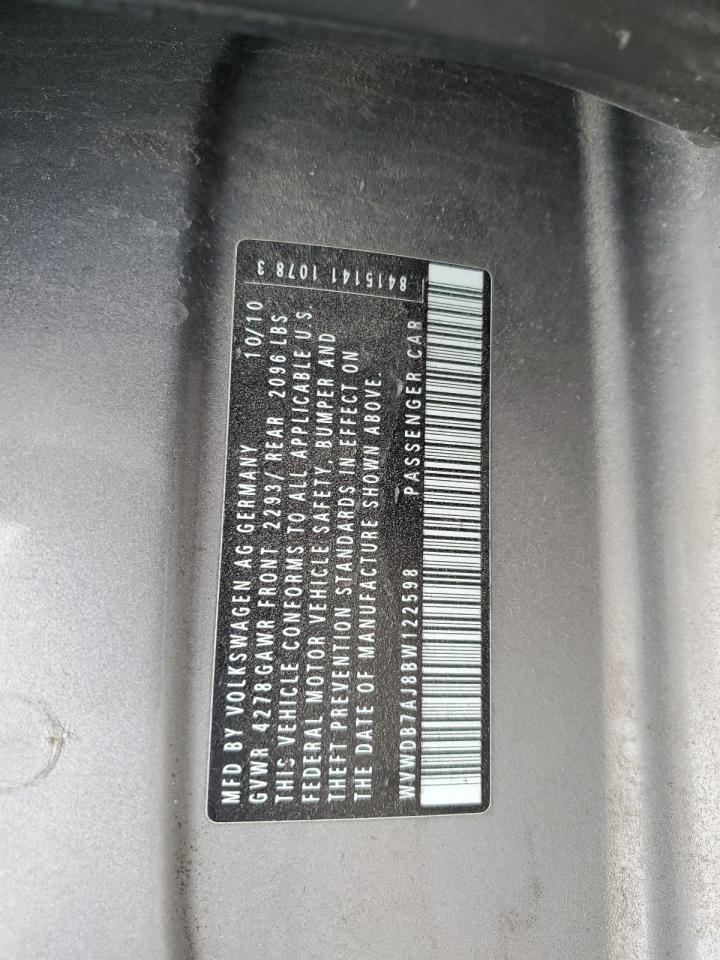 MFD BY VOLKSWAGEN AG GERMANY 10/10
GVWR 4278 GAWR FRONT 2293/ REAR 2096 LBS
THIS VEHICLE CONFORMS TO ALL APPLICABLE U.S.
FEDERAL MOTOR VEHICLE SAFETY, BUMPER AND
THEFT PREVENTION STANDARDS IN EFFECT ON
THE DATE OF MANUFACTURE SHOWN ABOVE.
WVWDB7AJ8BW122598 PASSENGER CAR
8415141 1078 3